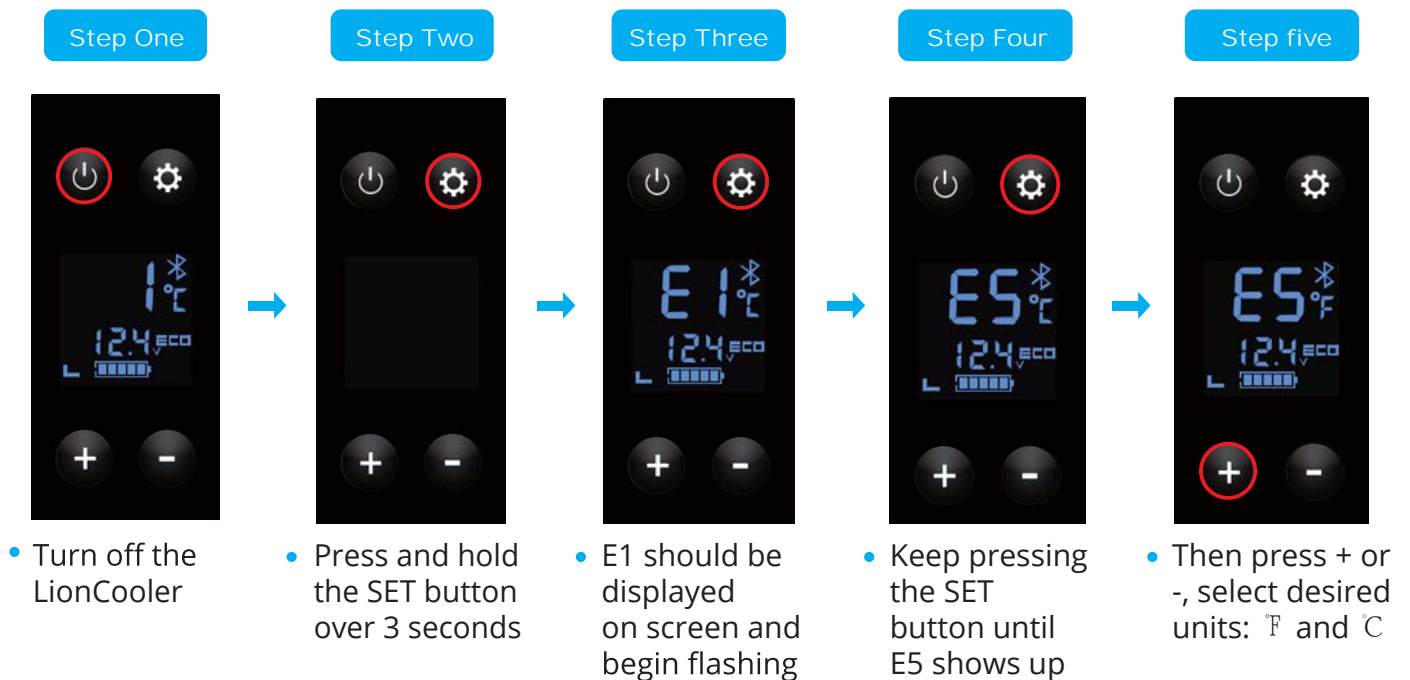 Step One
Step Two
Step Three
Step Four
Step five
1 °C
12.4 V ECO
E1 °C
12.4 V ECO
E5 °C
12.4 V ECO
E5 °F
12.4 V ECO
+ -
+ -
+ -
+ -
+ -
• Turn off the
LionCooler
• Press and hold
the SET button
over 3 seconds
• E1 should be
displayed
on screen and
begin flashing
• Keep pressing
the SET
button until
E5 shows up
• Then press + or
-, select desired
units: ℉ and ℃